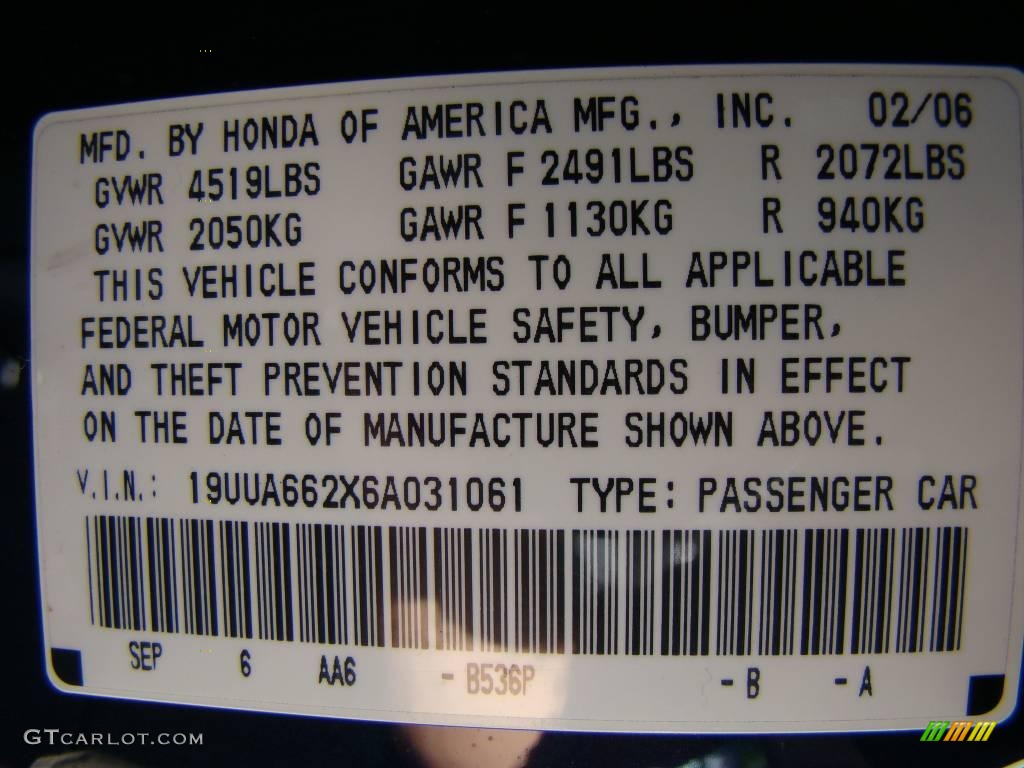 MFD. BY HONDA OF AMERICA MFG., INC. 02/06
GVWR 4519LBS GAWR F 2491LBS R 2072LBS
GVWR 2050KG GAWR F 1130KG R 940KG
THIS VEHICLE CONFORMS TO ALL APPLICABLE
FEDERAL MOTOR VEHICLE SAFETY, BUMPER,
AND THEFT PREVENTION STANDARDS IN EFFECT
ON THE DATE OF MANUFACTURE SHOWN ABOVE.
V.I.N.: 19UUA662X6A031061 TYPE: PASSENGER CAR
SEP 6 AA6 -B536P -B -A
GTCARLOT.COM